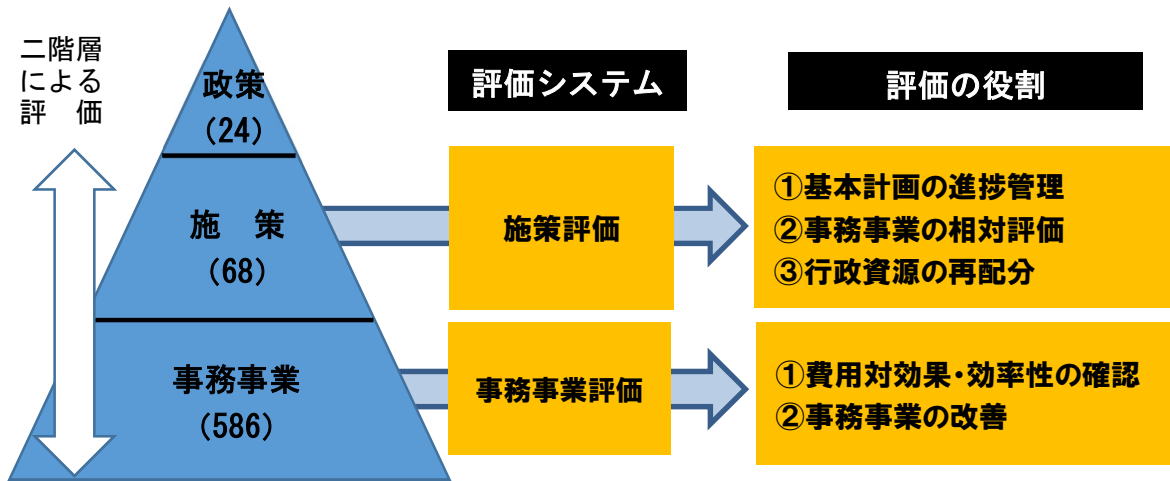 二階層
による
評　価
政策
(24)
施　策
(68)
事務事業
(586)
評価システム
施策評価
事務事業評価
評価の役割
①基本計画の進捗管理
②事務事業の相対評価
③行政資源の再配分
①費用対効果・効率性の確認
②事務事業の改善